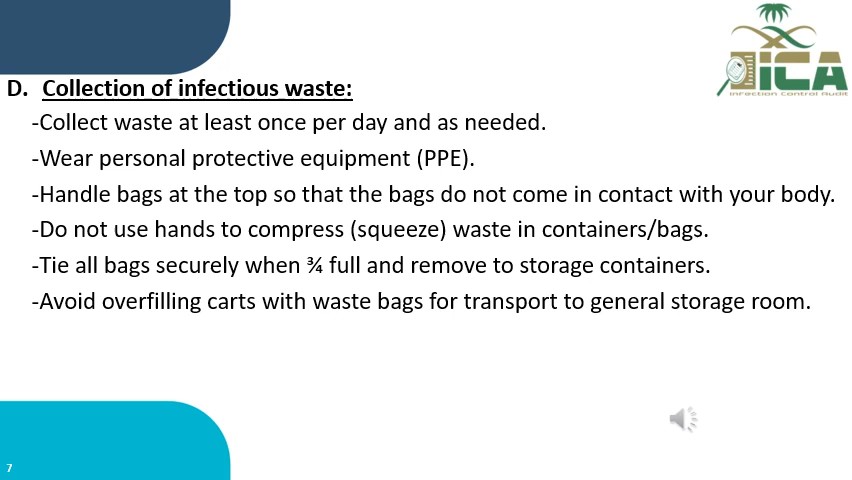 iCA
Infection Control Audit
D. Collection of infectious waste:
-Collect waste at least once per day and as needed.
-Wear personal protective equipment (PPE).
-Handle bags at the top so that the bags do not come in contact with your body.
-Do not use hands to compress (squeeze) waste in containers/bags.
-Tie all bags securely when ¾ full and remove to storage containers.
-Avoid overfilling carts with waste bags for transport to general storage room.
7